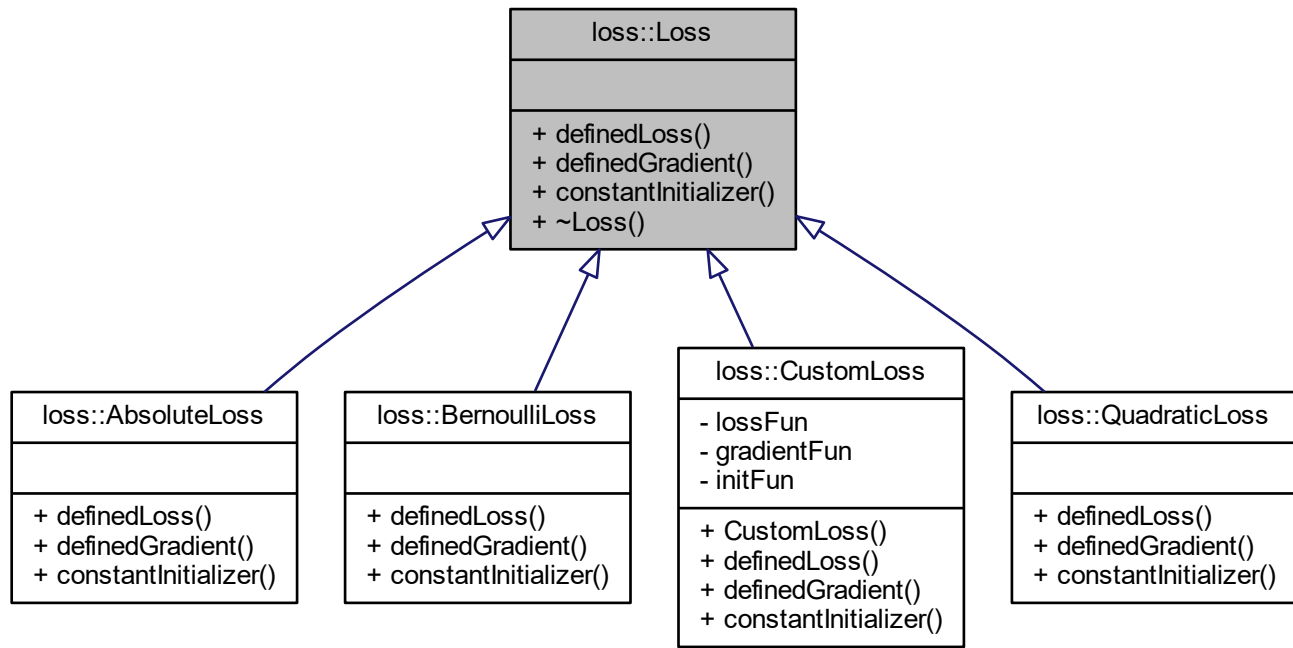 loss::Loss
+ definedLoss()
+ definedGradient()
+ constantInitializer()
+ ~Loss()
loss::AbsoluteLoss
+ definedLoss()
+ definedGradient()
+ constantInitializer()
loss::BernoulliLoss
+ definedLoss()
+ definedGradient()
+ constantInitializer()
loss::CustomLoss
- lossFun
- gradientFun
- initFun
+ CustomLoss()
+ definedLoss()
+ definedGradient()
+ constantInitializer()
loss::QuadraticLoss
+ definedLoss()
+ definedGradient()
+ constantInitializer()